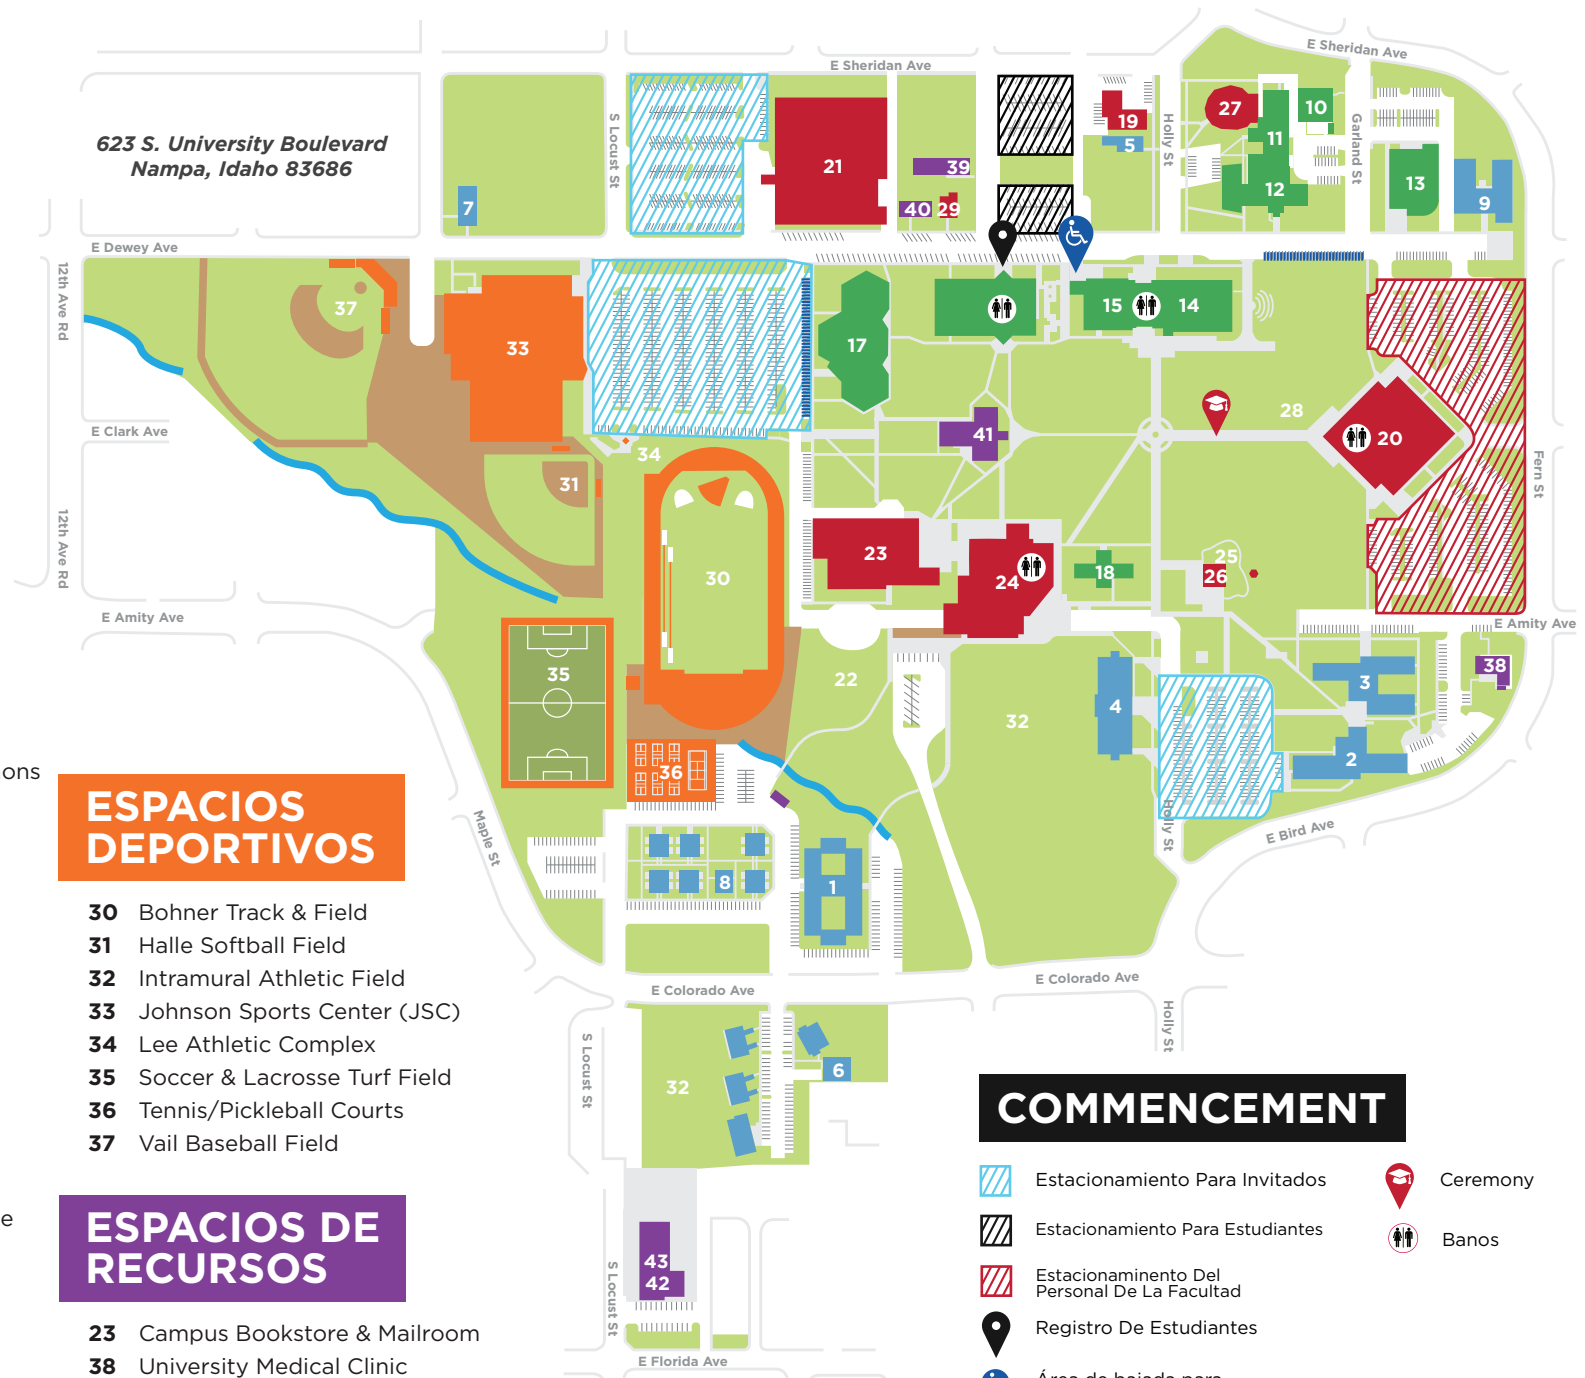 E Sheridan Ave
E Sheridan Ave
623 S. University Boulevard
Nampa, Idaho 83686
S Locust St
Holly St
Garland St
27
10
11
19
5
21
39
12
13
9
7
40
29
E Dewey Ave
12th Ave Rd
37
33
17
15
14
28
20
E Clark Ave
41
34
31
Fern St
12th Ave Rd
30
23
24
18
25
26
E Amity Ave
E Amity Ave
35
22
32
4
3
38
2
36
ons
ESPACIOS
DEPORTIVOS
Maple St
Holly St
E Bird Ave
8
1
30 Bohner Track & Field
31 Halle Softball Field
32 Intramural Athletic Field
33 Johnson Sports Center (JSC)
34 Lee Athletic Complex
35 Soccer & Lacrosse Turf Field
36 Tennis/Pickleball Courts
37 Vail Baseball Field
E Colorado Ave
E Colorado Ave
S Locust St
Holly St
32
6
e
ESPACIOS DE
RECURSOS
43
42
S Locust St
E Florida Ave
23 Campus Bookstore & Mailroom
38 University Medical Clinic
COMMENCEMENT
Estacionamiento Para Invitados
Ceremony
Estacionamiento Para Estudiantes
Banos
Estacionaminento Del
Personal De La Facultad
Registro De Estudiantes
Área de bajada para